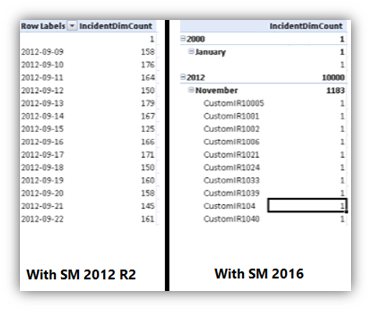 Row Labels IncidentDimCount
1
2012-09-09 158
2012-09-10 176
2012-09-11 164
2012-09-12 150
2012-09-13 179
2012-09-14 167
2012-09-15 125
2012-09-16 166
2012-09-17 171
2012-09-18 150
2012-09-19 160
2012-09-20 158
2012-09-21 145
2012-09-22 161
With SM 2012 R2
IncidentDimCount
2000 1
January 1
1
2012 10000
November 1183
CustomIR10005 1
CustomIR1001 1
CustomIR1002 1
CustomIR1006 1
CustomIR1021 1
CustomIR1024 1
CustomIR1033 1
CustomIR1039 1
CustomIR104 1
CustomIR1040 1
With SM 2016